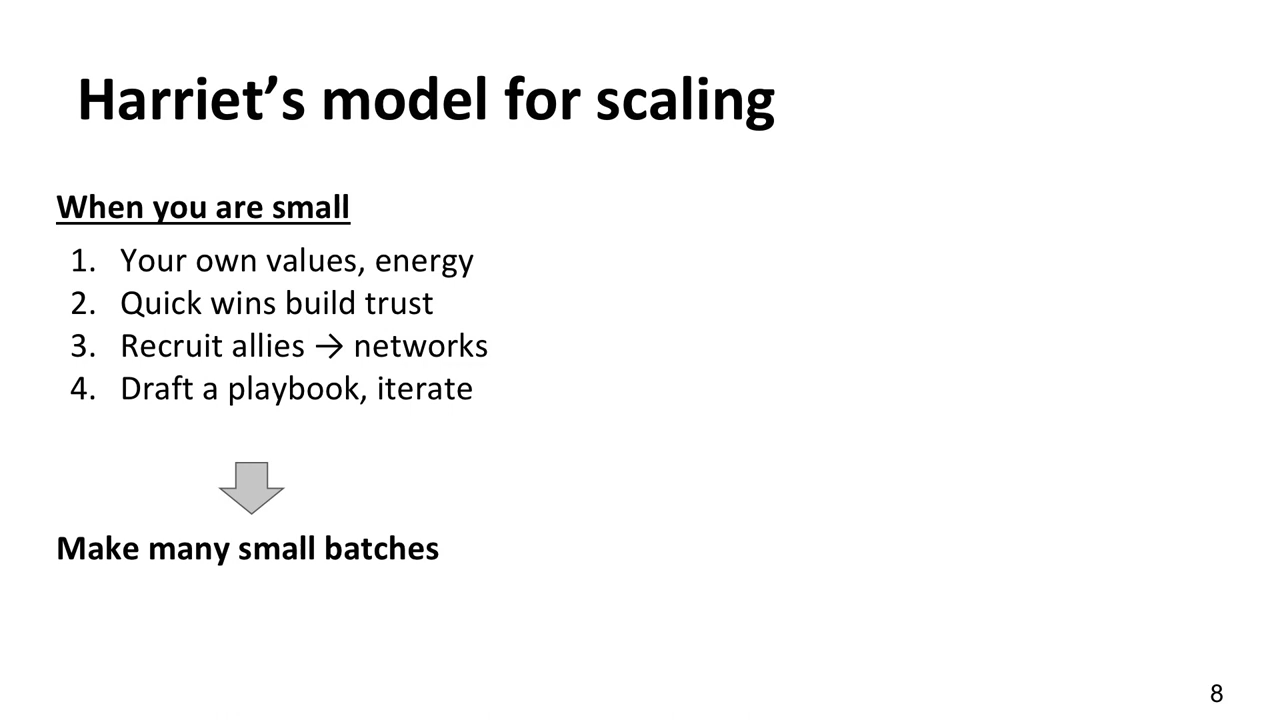 Harriet’s model for scaling
When you are small
1. Your own values, energy
2. Quick wins build trust
3. Recruit allies → networks
4. Draft a playbook, iterate
Make many small batches
8